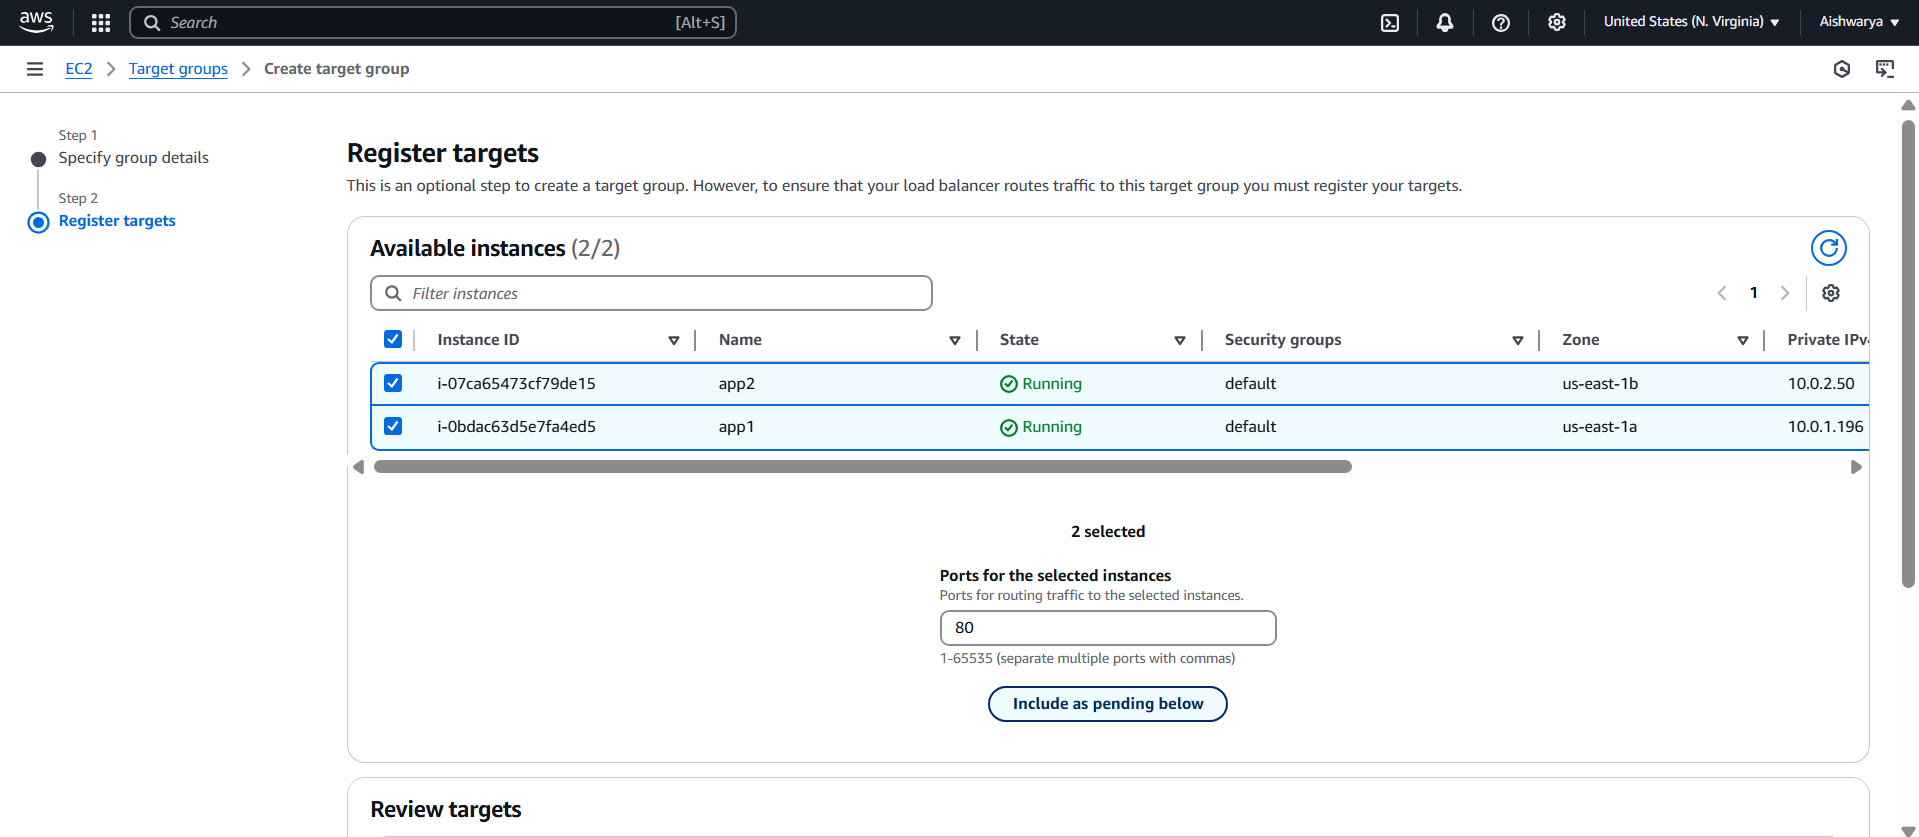 aws
Search [Alt+S]
United States (N. Virginia)
Aishwarya
EC2
Target groups
Create target group
Step 1
Specify group details
Step 2
Register targets
Register targets
This is an optional step to create a target group. However, to ensure that your load balancer routes traffic to this target group you must register your targets.
Available instances (2/2)
Filter instances
1
Instance ID Name State Security groups Zone Private IPv
i-07ca65473cf79de15 app2 Running default us-east-1b 10.0.2.50
i-0bdac63d5e7fa4ed5 app1 Running default us-east-1a 10.0.1.196
2 selected
Ports for the selected instances
Ports for routing traffic to the selected instances.
80
1-65535 (separate multiple ports with commas)
Include as pending below
Review targets